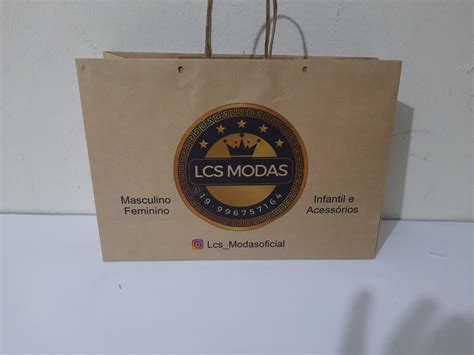 LCS MODAS
19-996757164
Masculino
Feminino
Infantil e
Acessórios
Lcs_Modasoficial